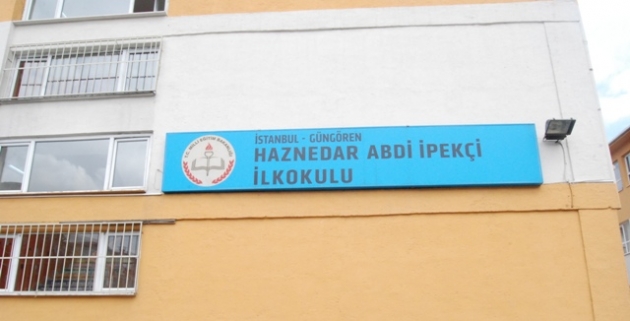 İSTANBUL - GÜNGÖREN
HAZNEDAR ABDİ İPEKÇİ
İLKOKULU